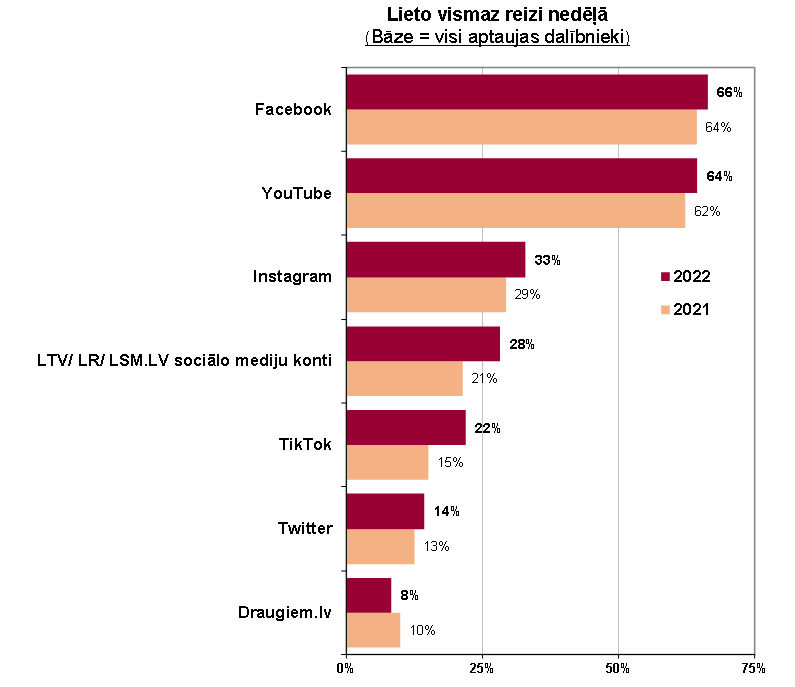 Lieto vismaz reizi nedēļā
(Bāze = visi aptaujas dalībnieki)
Facebook
66%
64%
YouTube
64%
62%
Instagram
33%
29%
2022
2021
LTV/ LR/ LSM.LV sociālo mediju konti
28%
21%
TikTok
22%
15%
Twitter
14%
13%
Draugiem.lv
8%
10%
0% 25% 50% 75%